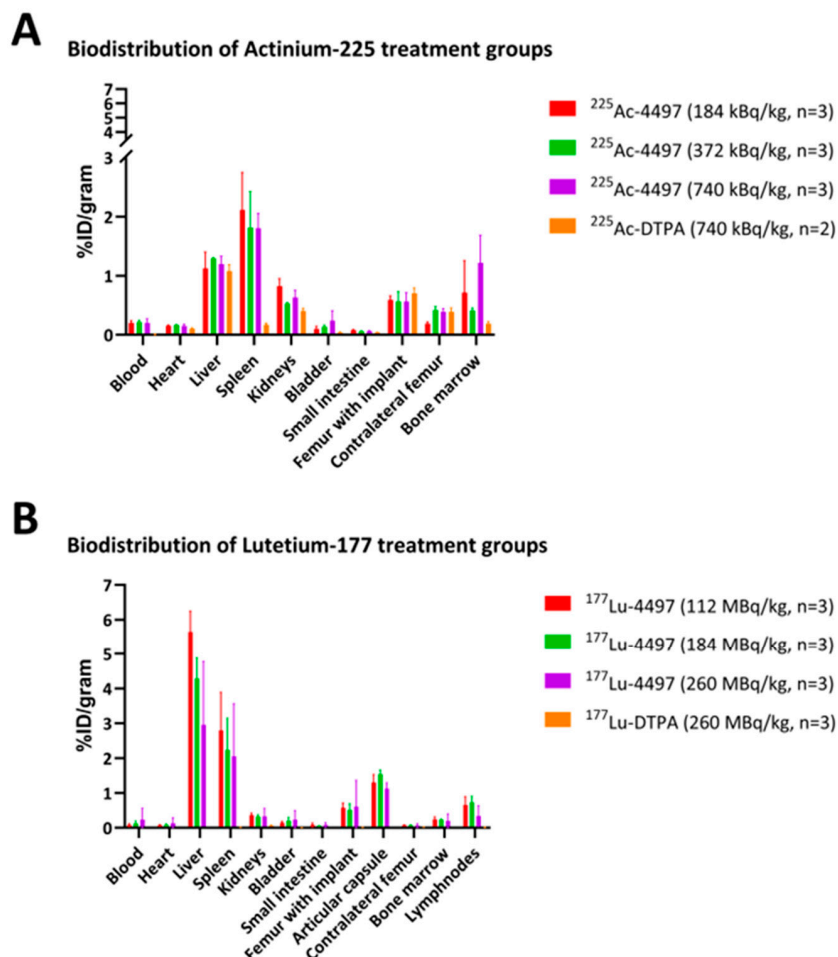 A
Biodistribution of Actinium-225 treatment groups
%ID/gram
7
6
5
4
3
2
1
0
Blood
Heart
Liver
Spleen
Kidneys
Bladder
Small intestine
Femur with implant
Contralateral femur
Bone marrow
225Ac-4497 (184 kBq/kg, n=3)
225Ac-4497 (372 kBq/kg, n=3)
225Ac-4497 (740 kBq/kg, n=3)
225Ac-DTPA (740 kBq/kg, n=2)
B
Biodistribution of Lutetium-177 treatment groups
%ID/gram
7
6
5
4
3
2
1
0
Blood
Heart
Liver
Spleen
Kidneys
Bladder
Small intestine
Femur with implant
Articular capsule
Contralateral femur
Bone marrow
Lymphnodes
177Lu-4497 (112 MBq/kg, n=3)
177Lu-4497 (184 MBq/kg, n=3)
177Lu-4497 (260 MBq/kg, n=3)
177Lu-DTPA (260 MBq/kg, n=3)